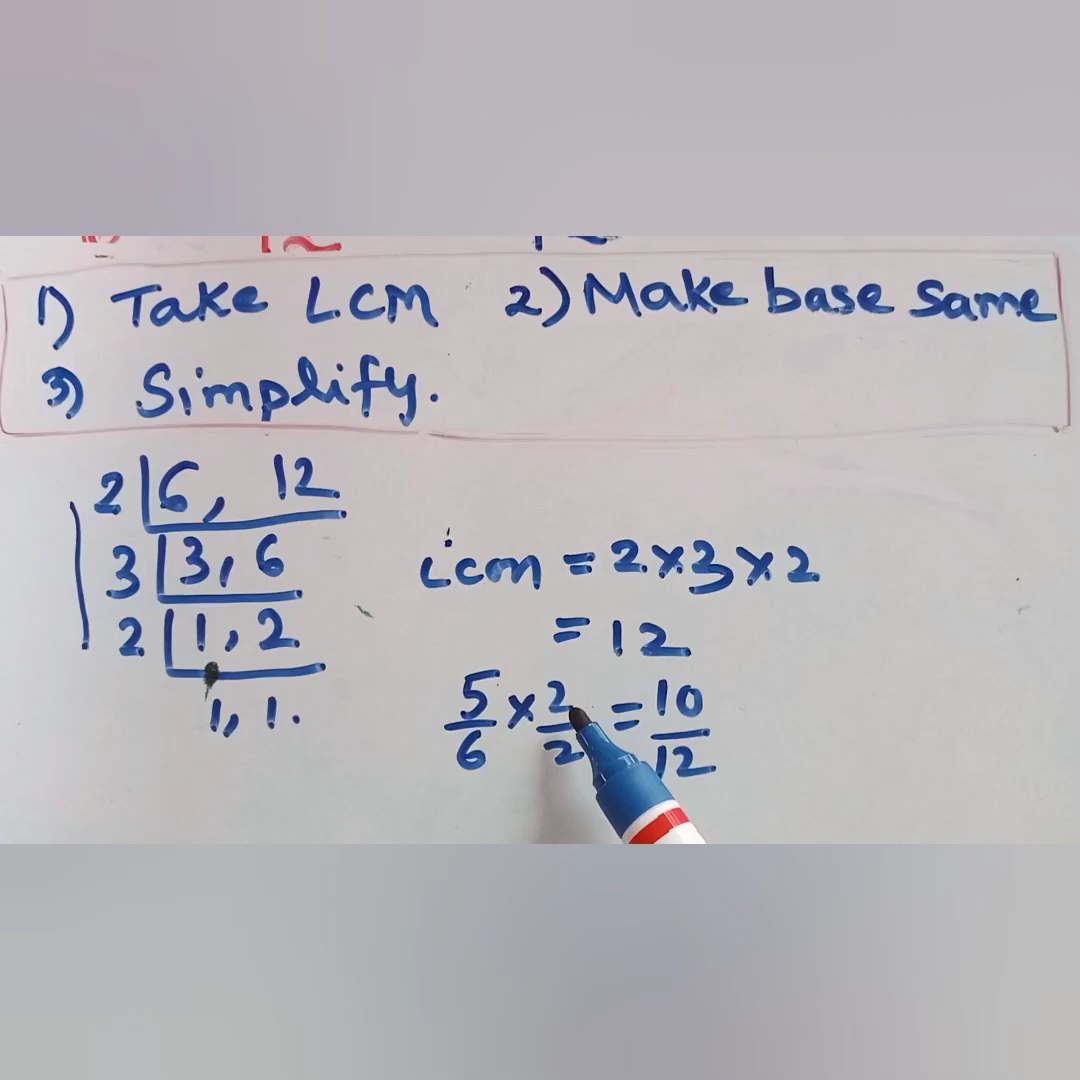 1) Take L.CM 2) Make base same
3) Simplify.
2 | 6, 12
3 | 3, 6
2 | 1, 2
1, 1.
Lcm = 2×3×2
= 12
5/6 × 2/2 = 10/12